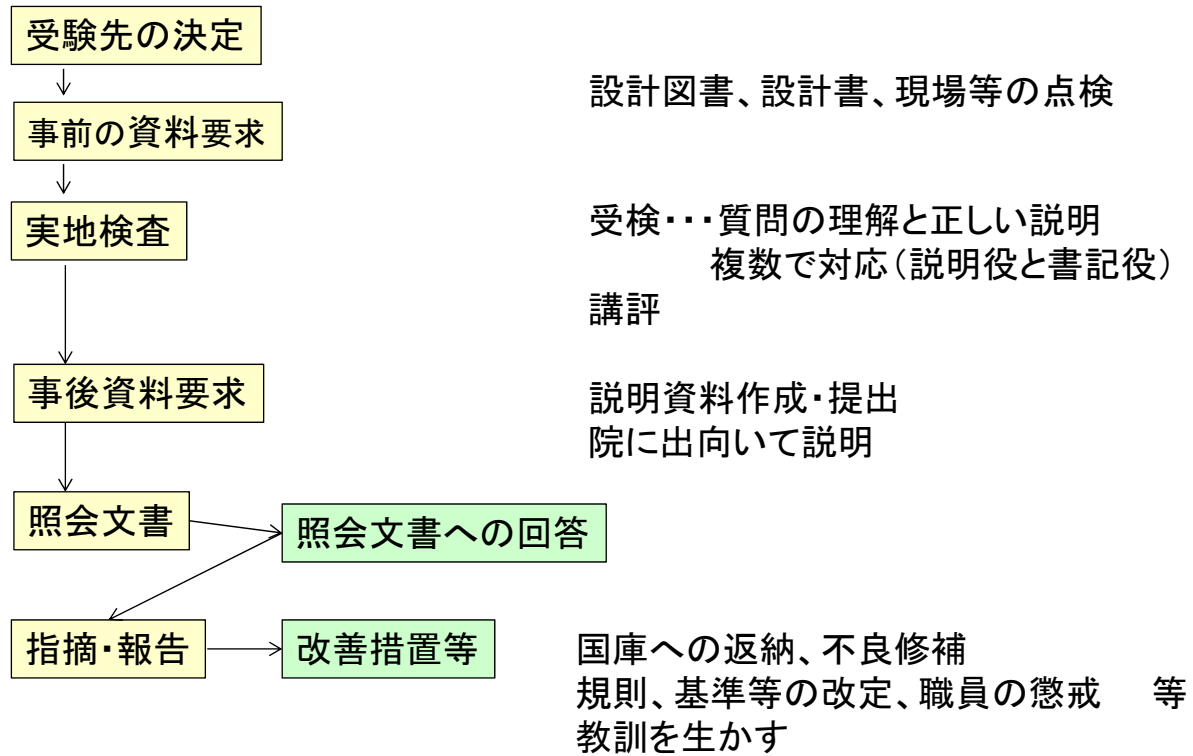 受験先の決定
設計図書、設計書、現場等の点検
事前の資料要求
実地検査
受検・・・質問の理解と正しい説明
複数で対応（説明役と書記役）
講評
事後資料要求
説明資料作成・提出
院に出向いて説明
照会文書
照会文書への回答
指摘・報告
改善措置等
国庫への返納、不良修補
規則、基準等の改定、職員の懲戒　等
教訓を生かす